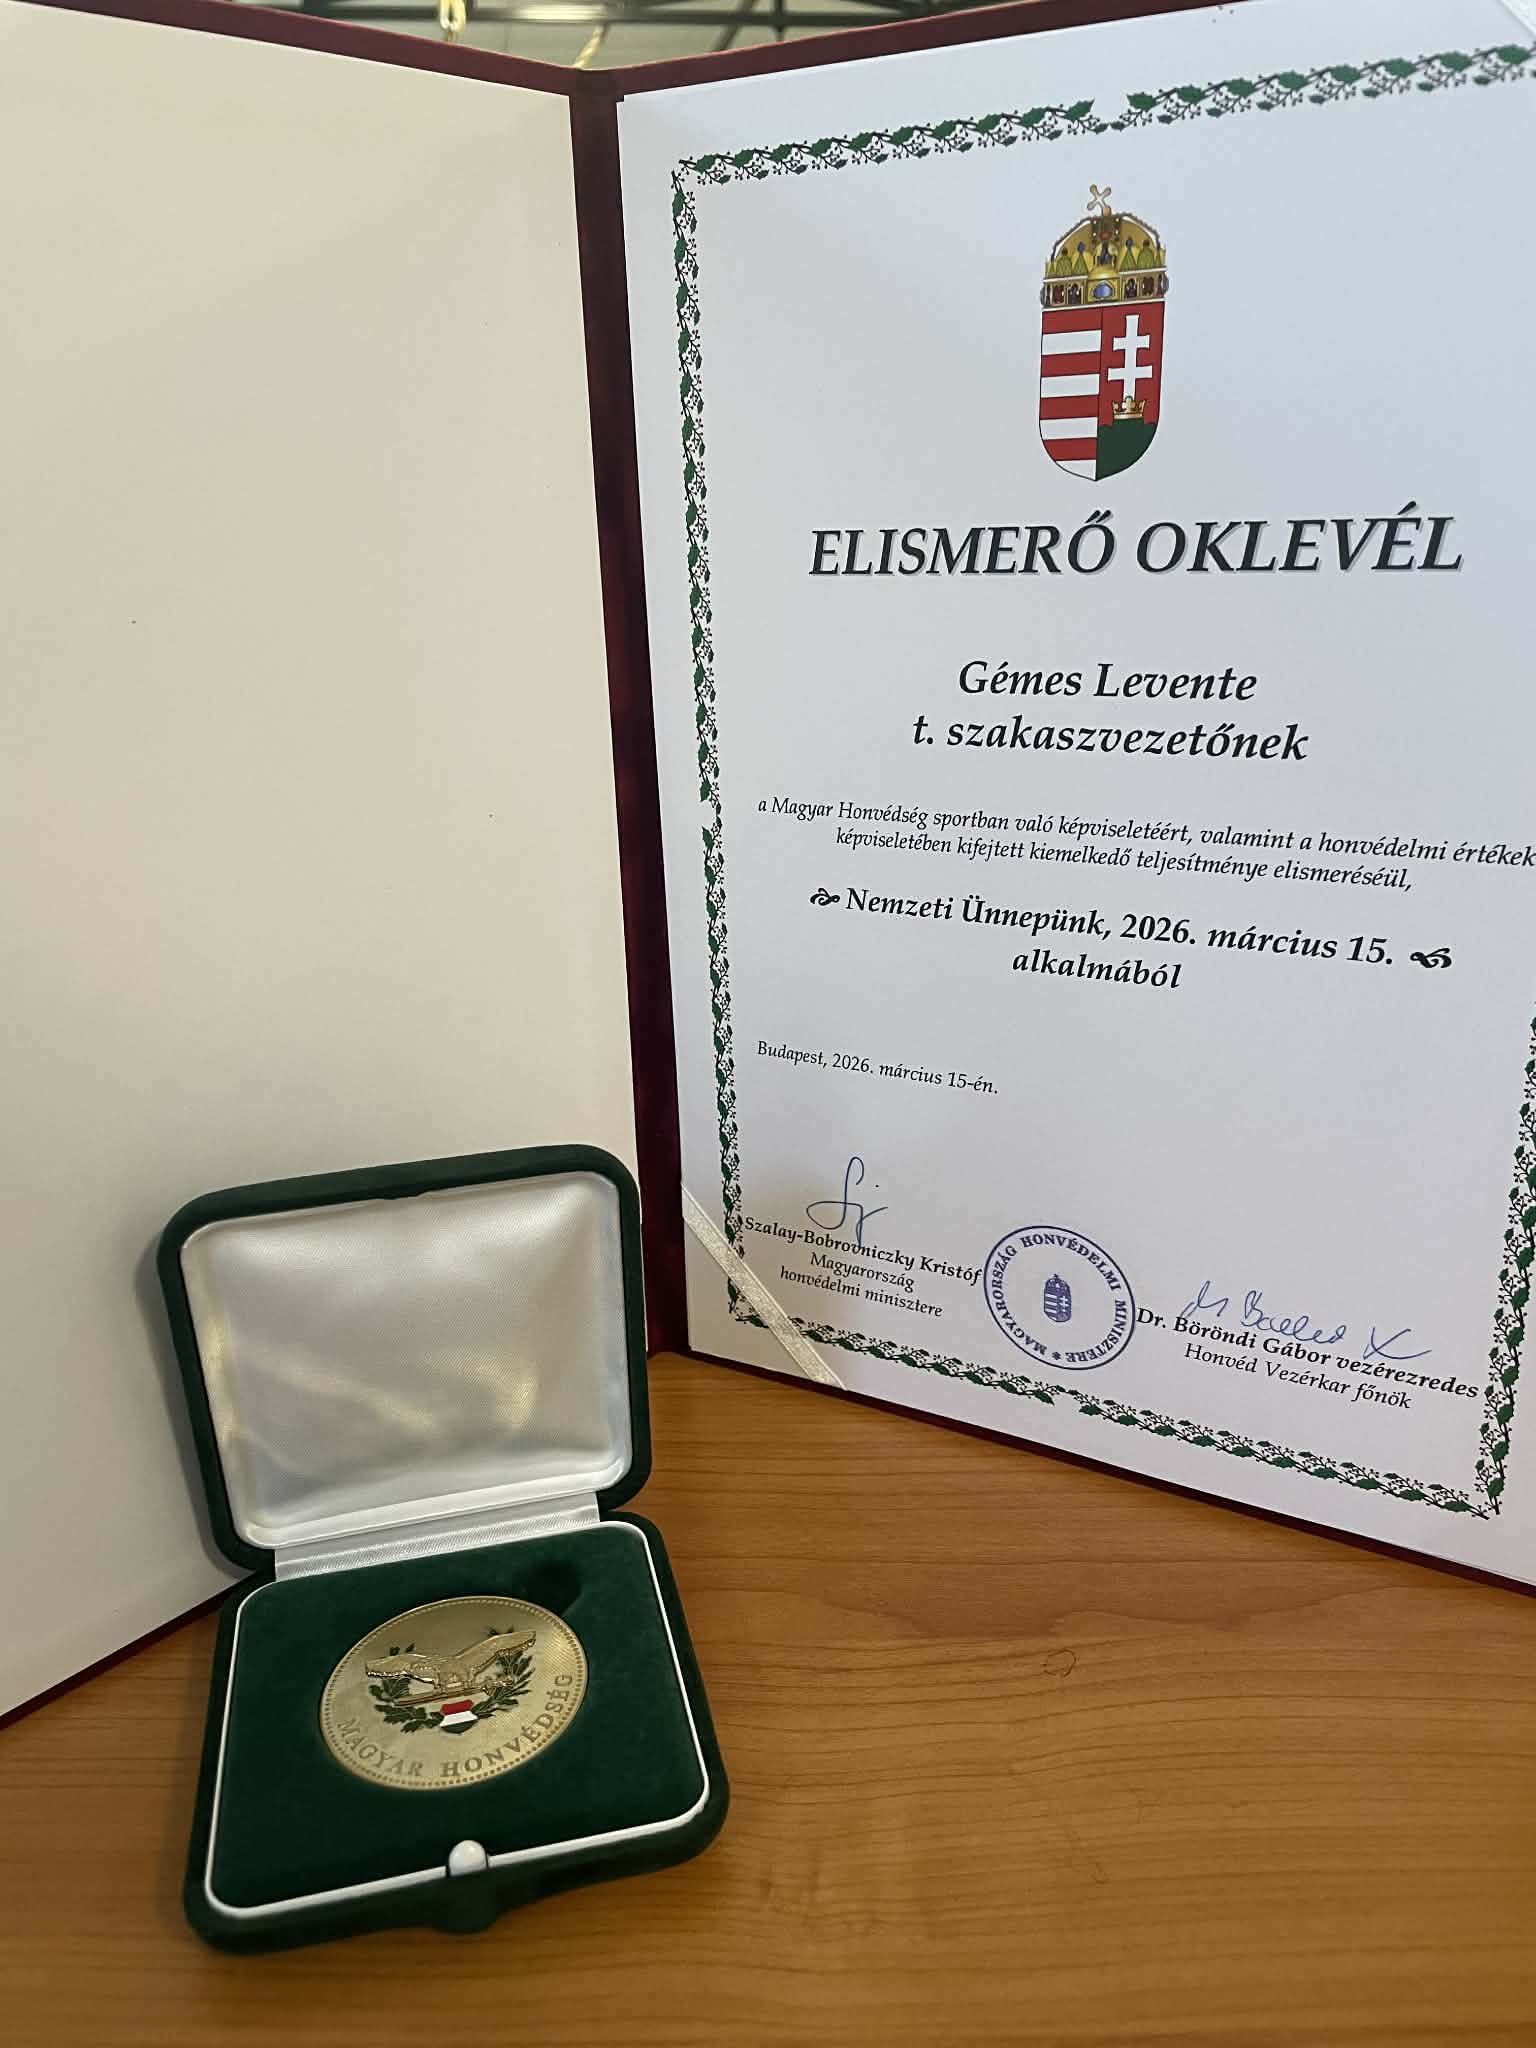 ELISMERŐ OKLEVÉL
Gémes Levente
t. szakaszvezetőnek
a Magyar Honvédség sportban való képviseletéért, valamint a honvédelmi értékek
képviseletében kifejtett kiemelkedő teljesítménye elismeréséül,
Nemzeti Ünnepünk, 2026. március 15.
alkalmából
Budapest, 2026. március 15-én.
Szalay-Bobrovniczky Kristóf
Magyarország
honvédelmi minisztere
MAGYARORSZÁG HONVÉDELMI MINISZTERE
Dr. Böröndi Gábor vezérezredes
Honvéd Vezérkar főnök
MAGYAR HONVÉDSÉG